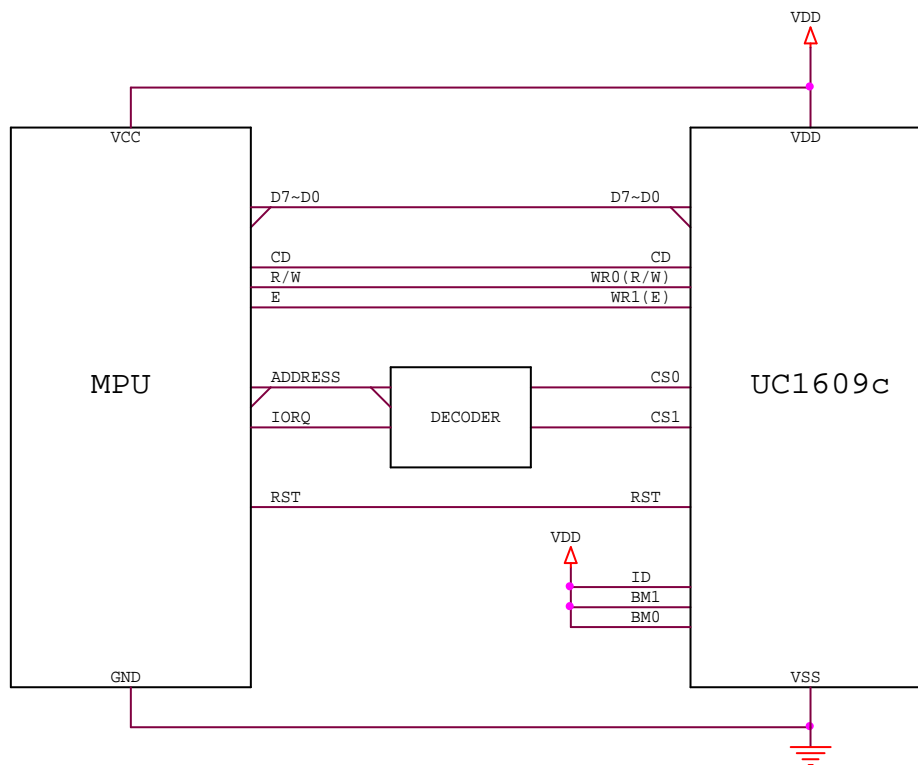 VDD
VCC VDD
D7~D0 D7~D0
CD CD
R/W WR0(R/W)
E WR1(E)
MPU UC1609c
ADDRESS CS0
DECODER
IORQ CS1
RST RST
VDD
ID
BM1
BM0
GND VSS